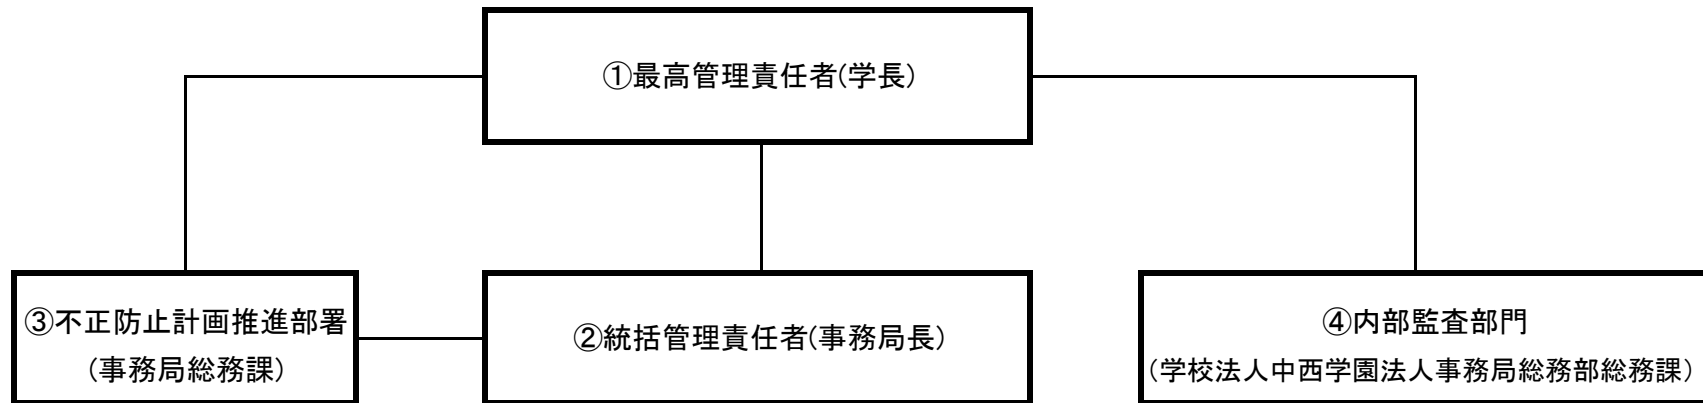 ①最高管理責任者(学長)
③不正防止計画推進部署
(事務局総務課)
②統括管理責任者(事務局長)
④内部監査部門
(学校法人中西学園法人事務局総務部総務課)